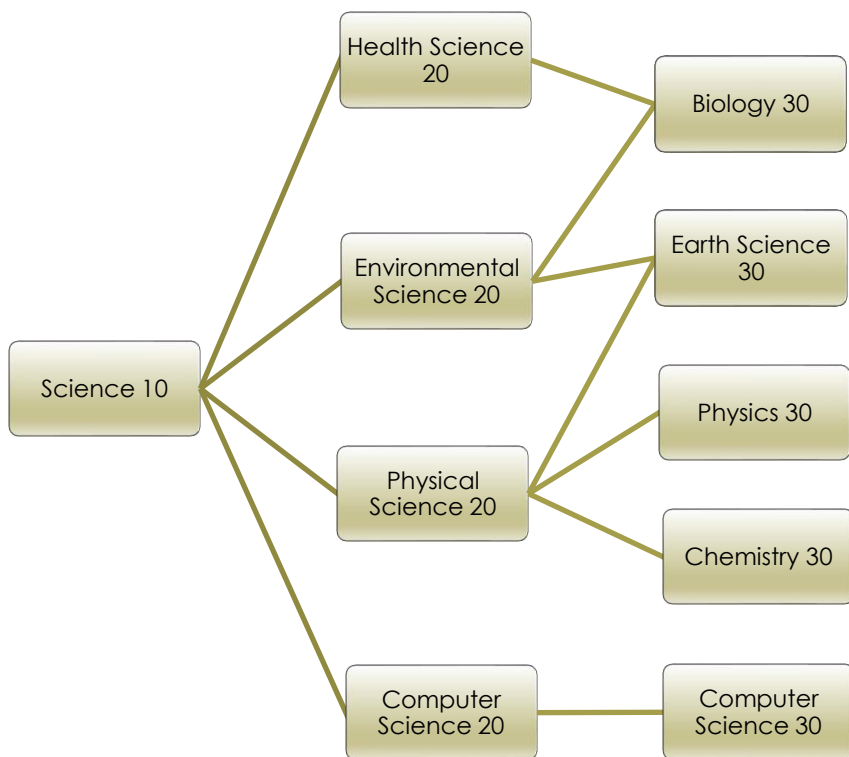 Health Science
20
Biology 30
Environmental
Science 20
Earth Science
30
Science 10
Physics 30
Physical
Science 20
Chemistry 30
Computer
Science 20
Computer
Science 30